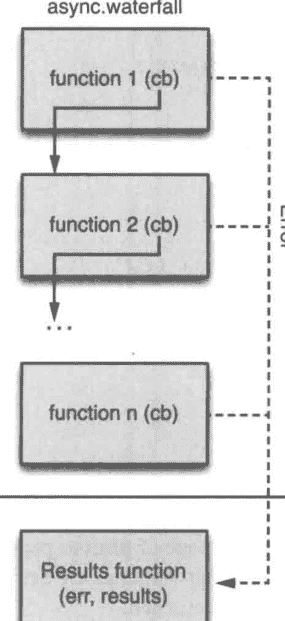 async.waterfall
function 1 (cb)
function 2 (cb)
...
function n (cb)
Results function
(err, results)